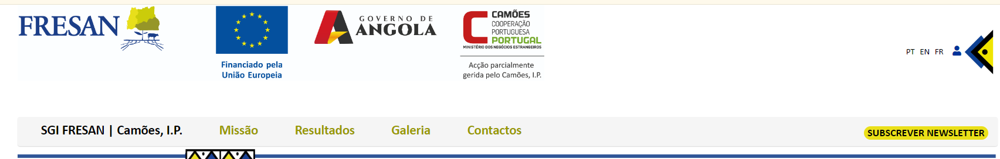 FRESAN
Financiado pela
União Europeia
GOVERNO DE
ANGOLA
CAMÕES
COOPERAÇÃO
PORTUGUESA
PORTUGAL
MINISTÉRIO DOS NEGÓCIOS ESTRANGEIROS
Acção parcialmente
gerida pelo Camões, I.P.
PT EN FR
SGI FRESAN | Camões, I.P. Missão Resultados Galeria Contactos
SUBSCREVER NEWSLETTER